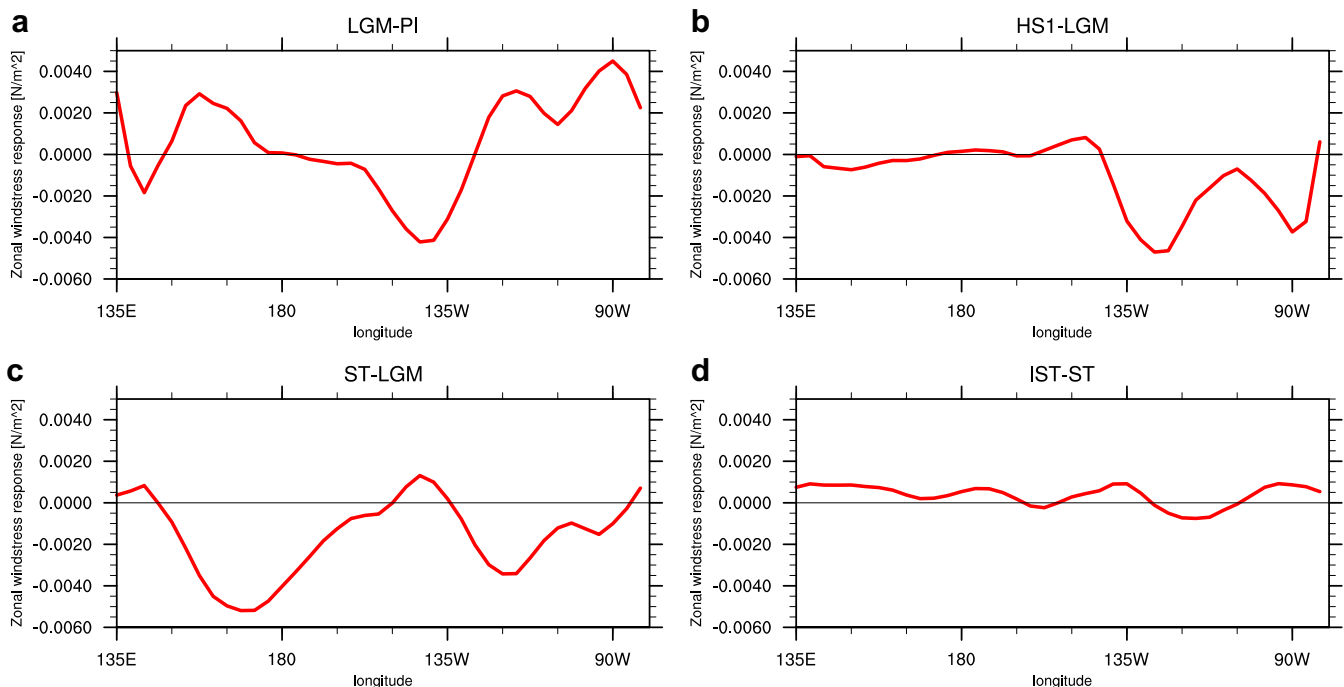 a
LGM-PI
Zonal windstress response [N/m^2]
0.0040
0.0020
0.0000
-0.0020
-0.0040
-0.0060
135E
180
135W
90W
longitude
b
HS1-LGM
Zonal windstress response [N/m^2]
0.0040
0.0020
0.0000
-0.0020
-0.0040
-0.0060
135E
180
135W
90W
longitude
c
ST-LGM
Zonal windstress response [N/m^2]
0.0040
0.0020
0.0000
-0.0020
-0.0040
-0.0060
135E
180
135W
90W
longitude
d
IST-ST
Zonal windstress response [N/m^2]
0.0040
0.0020
0.0000
-0.0020
-0.0040
-0.0060
135E
180
135W
90W
longitude